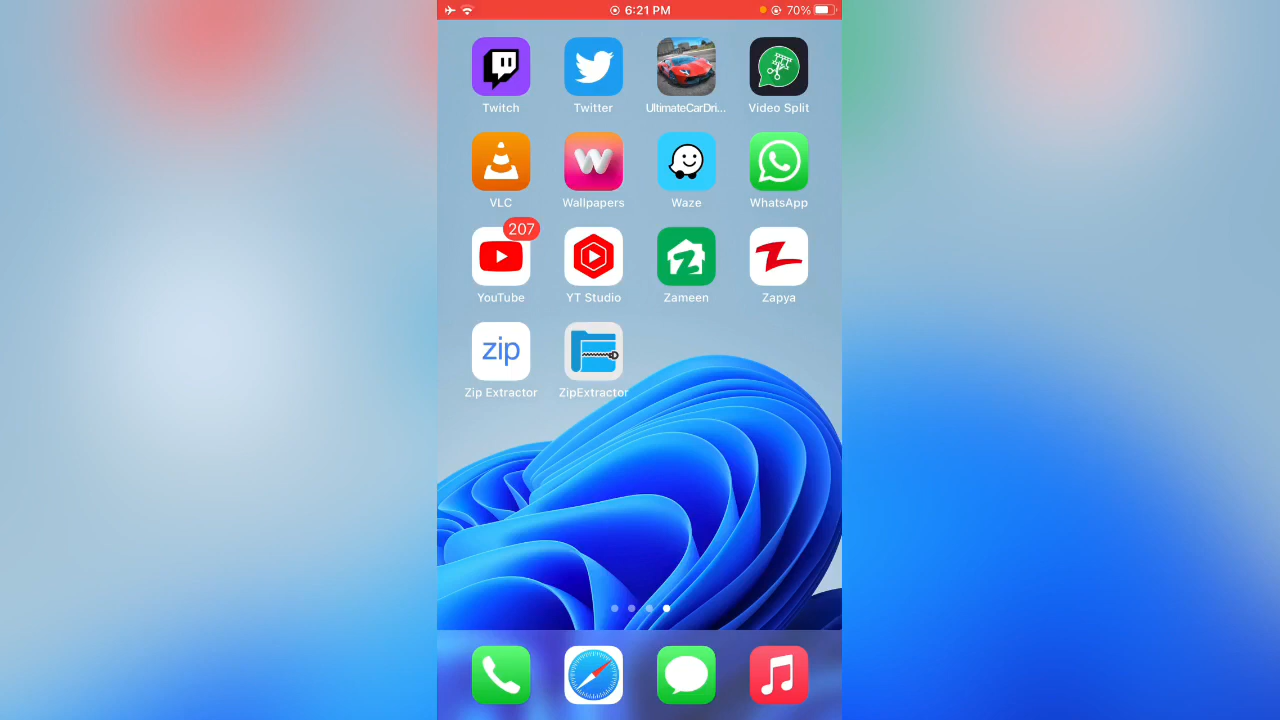 6:21 PM
70%
Twitch
Twitter
UltimateCarDri...
Video Split
VLC
Wallpapers
Waze
WhatsApp
207
YouTube
YT Studio
Zameen
Zapya
zip
Zip Extractor
ZipExtractor